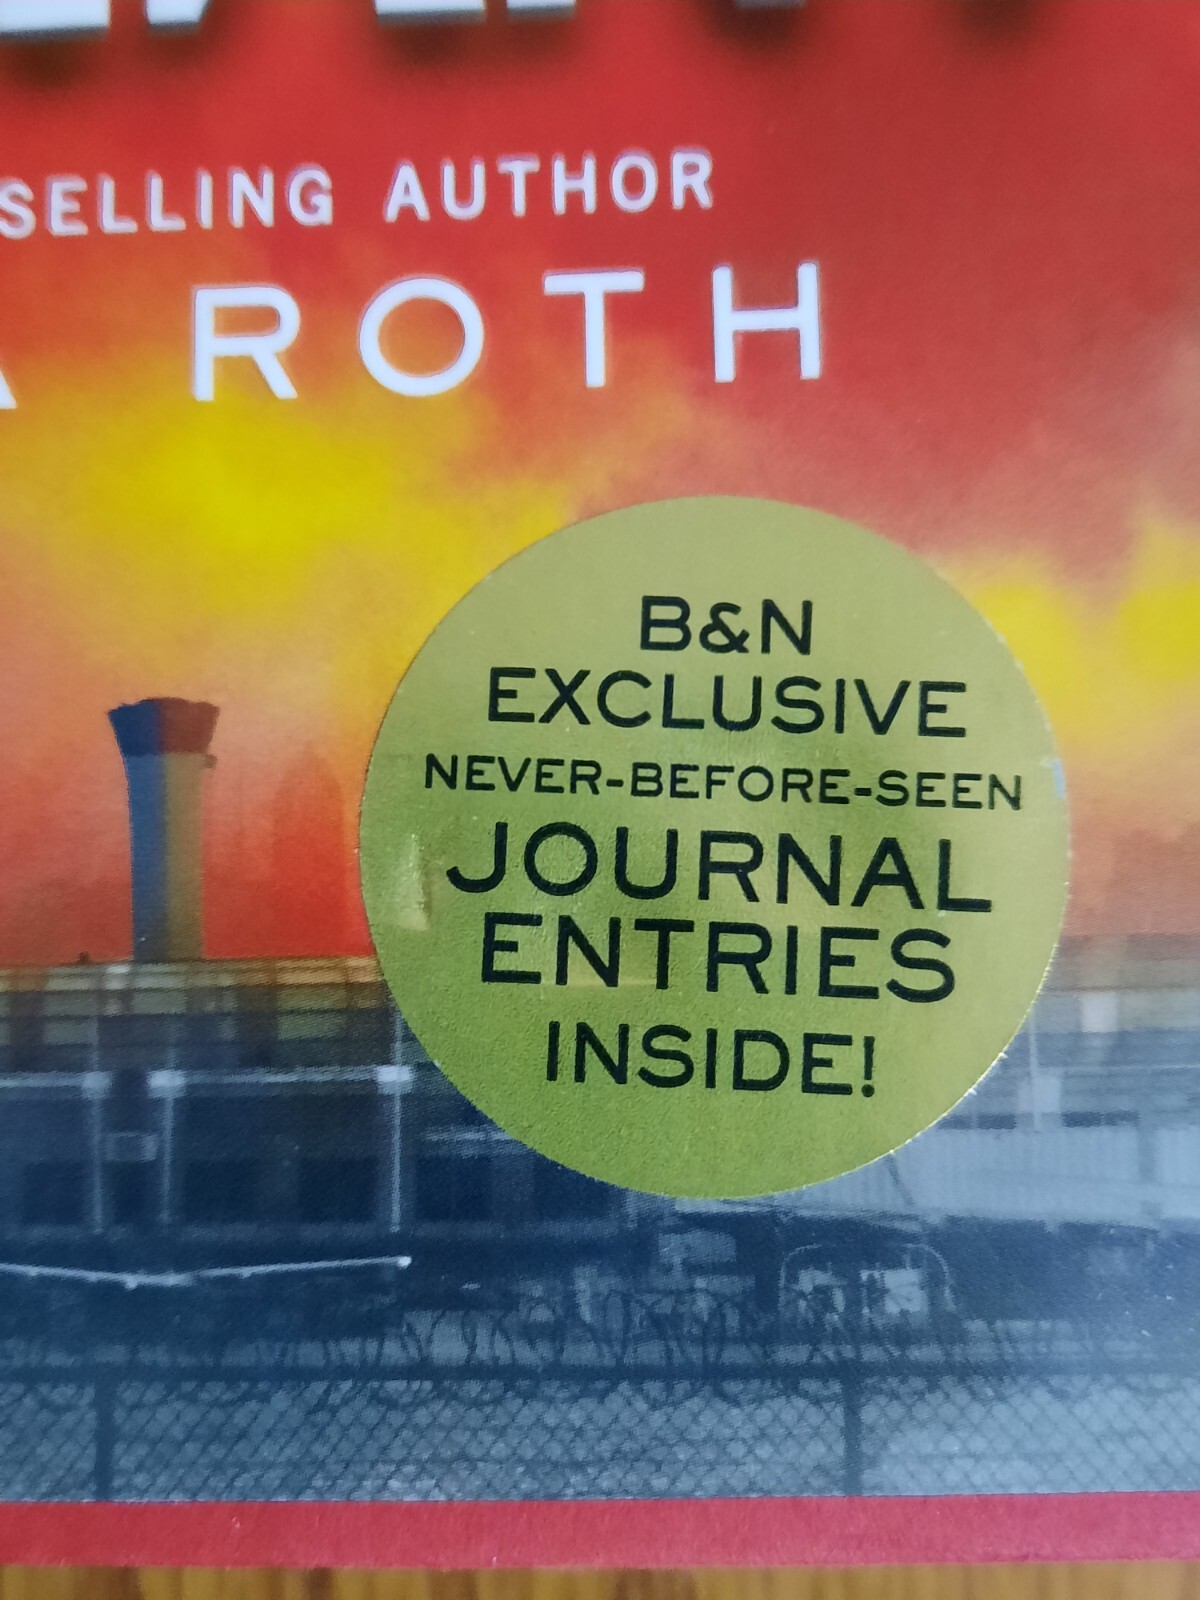 SELLING AUTHOR
A ROTH
B&N
EXCLUSIVE
NEVER-BEFORE-SEEN
JOURNAL
ENTRIES
INSIDE!